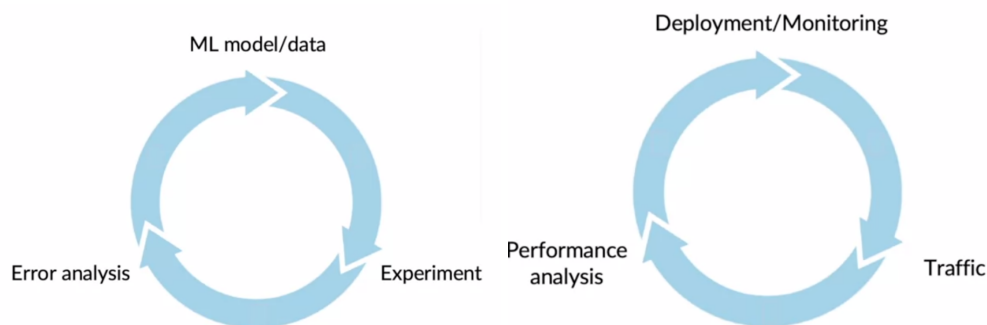 ML model/data
Experiment
Error analysis
Deployment/Monitoring
Traffic
Performance
analysis